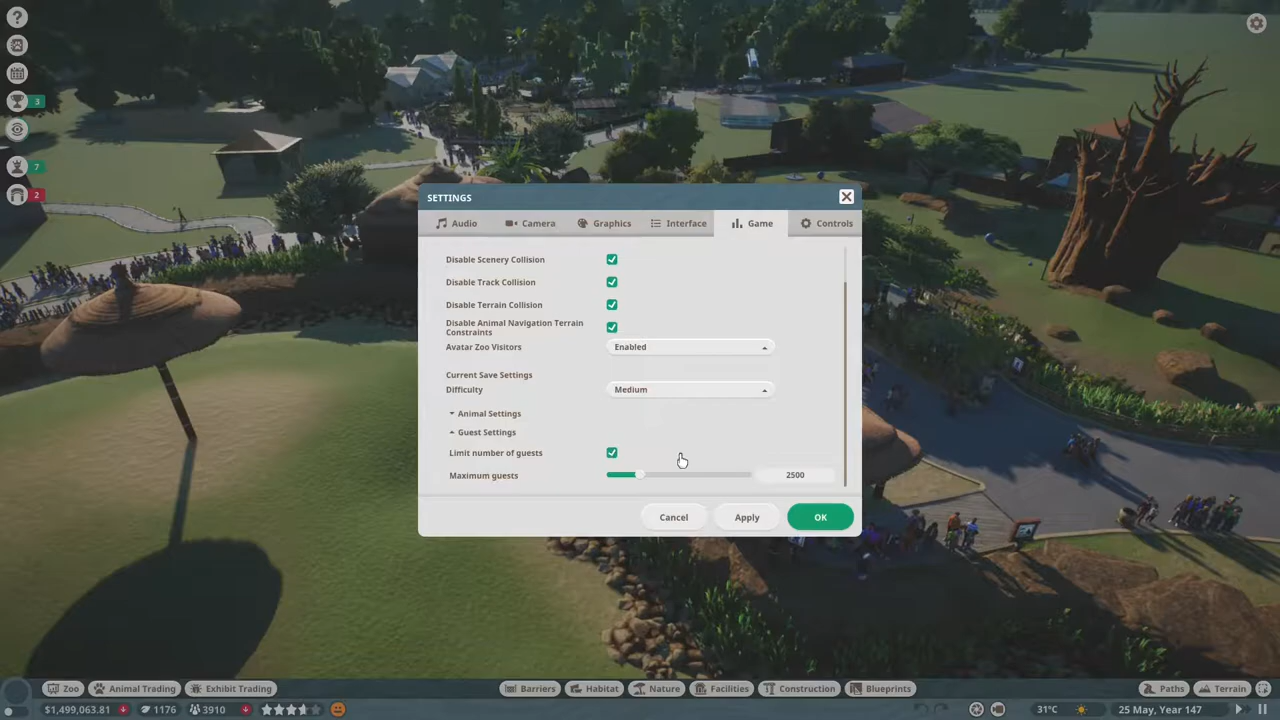 ?
3
7
2
SETTINGS
Audio Camera Graphics Interface Game Controls
Disable Scenery Collision
Disable Track Collision
Disable Terrain Collision
Disable Animal Navigation Terrain
Constraints
Avatar Zoo Visitors Enabled
Current Save Settings
Difficulty Medium
Animal Settings
Guest Settings
Limit number of guests
Maximum guests 2500
Cancel Apply OK
Zoo Animal Trading Exhibit Trading Barriers Habitat Nature Facilities Construction Blueprints Paths Terrain
$1,499,063.81 1176 3910 31°C 25 May, Year 147